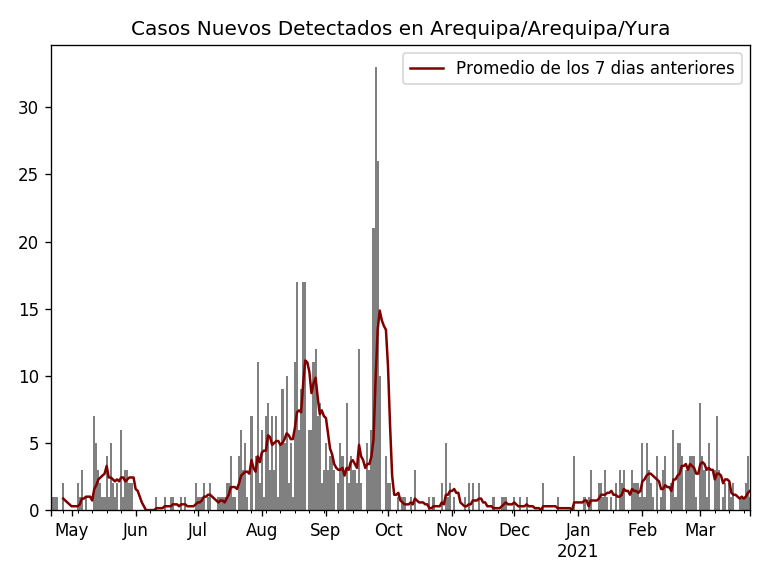 Casos Nuevos Detectados en Arequipa/Arequipa/Yura
Promedio de los 7 dias anteriores
30
25
20
15
10
5
0
May Jun Jul Aug Sep Oct Nov Dec Jan Feb Mar
2021